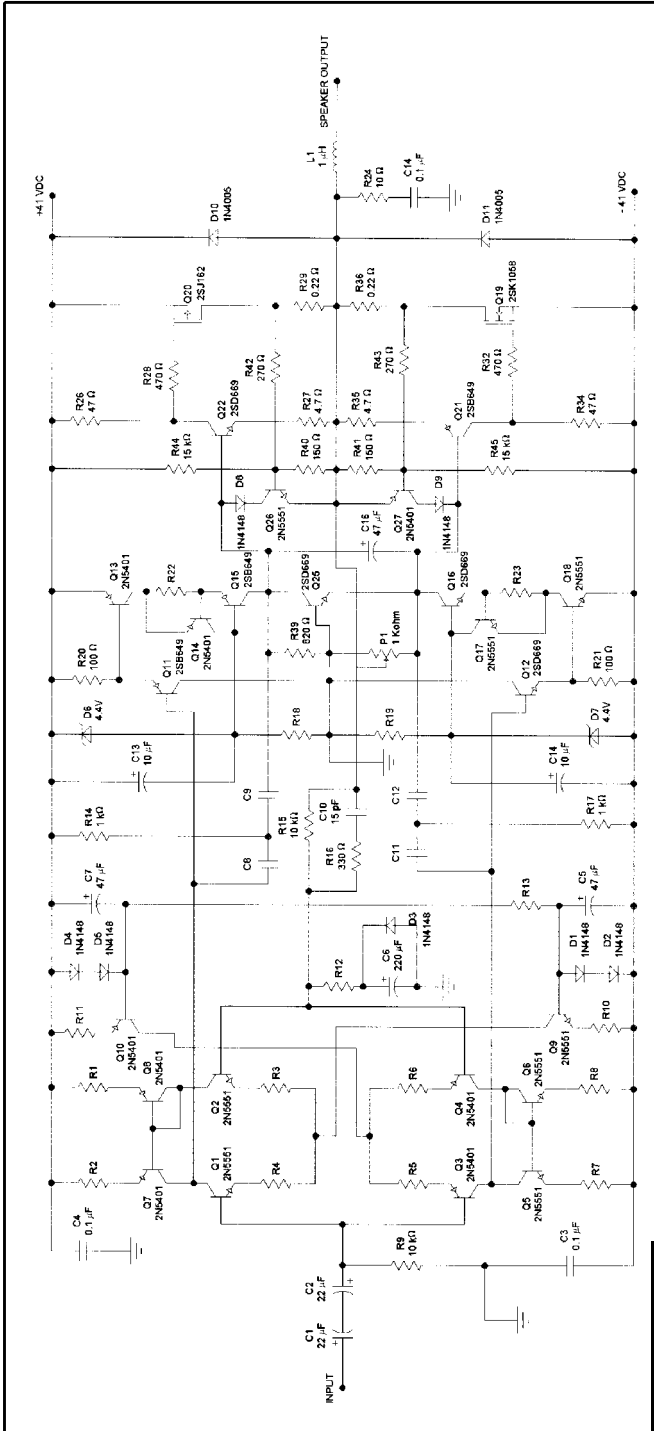 INPUT
C1
22 µF
C2
22 µF
R9
10 kΩ
C4
0.1 µF
C3
0.1 µF
R2
R1
Q7
2N5401
Q8
2N5401
Q1
2N5551
Q2
2N5551
R4
R3
R5
R6
Q3
2N5401
Q4
2N5401
Q5
2N5551
Q6
2N5551
R7
R8
R11
Q10
2N5401
Q9
2N5551
R10
D4
1N4148
D5
1N4148
C7
47 µF
D1
1N4148
D2
1N4148
R13
C5
47 µF
R12
C6
220 µF
D3
1N4148
R14
1 kΩ
C8
C9
R15
10 kΩ
R16
330 Ω
C10
15 pF
C11
C12
R17
1 kΩ
C13
10 µF
D6
4.4V
R18
R19
C14
10 µF
D7
4.4V
R20
100 Ω
Q11
2SB649
Q12
2SD669
R21
100 Ω
Q13
2N5401
Q14
2N5401
R22
Q15
2SB649
R39
820 Ω
Q25
2SD669
P1
1 Kohm
Q16
2SD669
Q17
2N5551
R23
Q18
2N5551
C16
47 µF
D8
1N4148
Q26
2N5551
Q27
2N5401
D9
1N4148
R44
15 kΩ
R40
150 Ω
R41
150 Ω
R45
15 kΩ
R26
47 Ω
Q22
2SD669
R27
4.7 Ω
R35
4.7 Ω
Q21
2SB649
R34
47 Ω
R28
470 Ω
R42
270 Ω
R43
270 Ω
R32
470 Ω
Q20
2SJ162
R29
0.22 Ω
R36
0.22 Ω
Q19
2SK1058
D10
1N4005
D11
1N4005
R24
10 Ω
C14
0.1 µF
L1
1 µH
SPEAKER OUTPUT
+41 VDC
-41 VDC